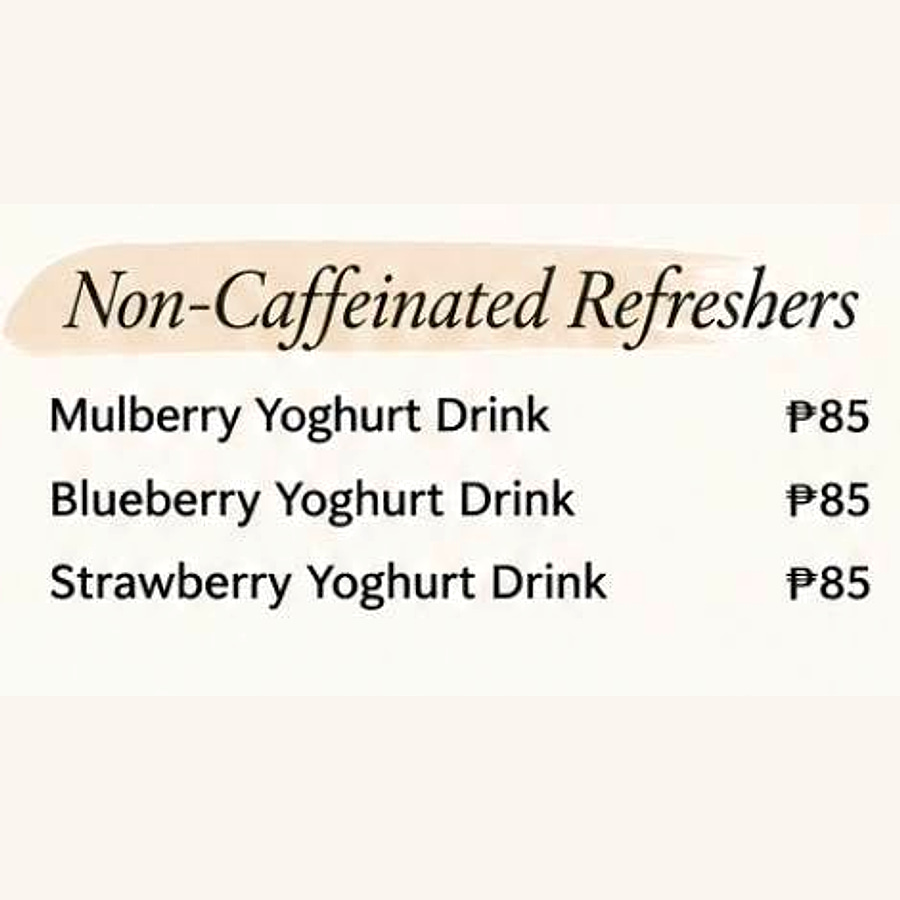 Non-Caffeinated Refreshers
Mulberry Yoghurt Drink ₱85
Blueberry Yoghurt Drink ₱85
Strawberry Yoghurt Drink ₱85